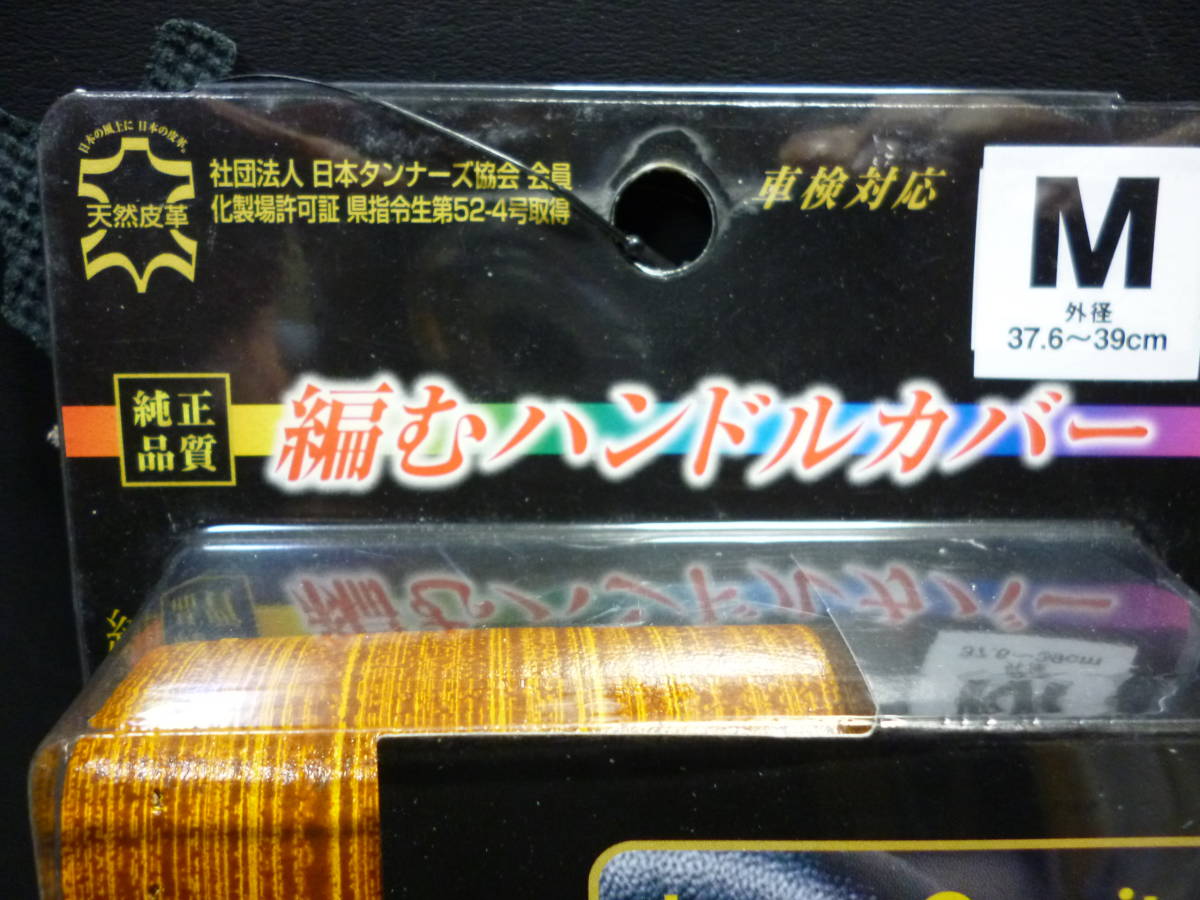 日本の風土に 日本の皮革。
天然皮革
社団法人 日本タンナーズ協会 会員
化製場許可証 県指令生第52-4号取得
車検対応
M
外径
37.6～39cm
純正
品質
編むハンドルカバー